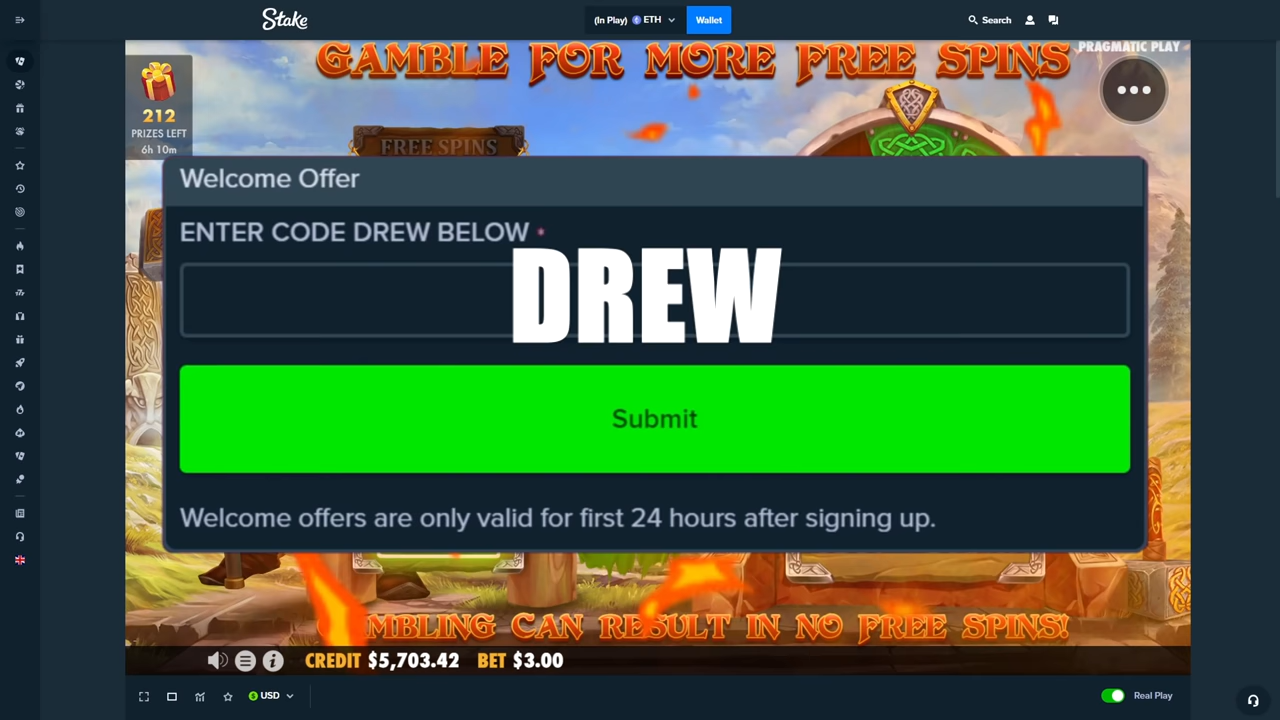 Stake
(In Play) ETH
Wallet
Search
GAMBLE FOR MORE FREE SPINS
PRAGMATIC PLAY
212
PRIZES LEFT
6h 10m
FREE SPINS
Welcome Offer
ENTER CODE DREW BELOW *
DREW
Submit
Welcome offers are only valid for first 24 hours after signing up.
CAN RESULT IN NO FREE SPINS!
CREDIT $5,703.42 BET $3.00
USD
Real Play